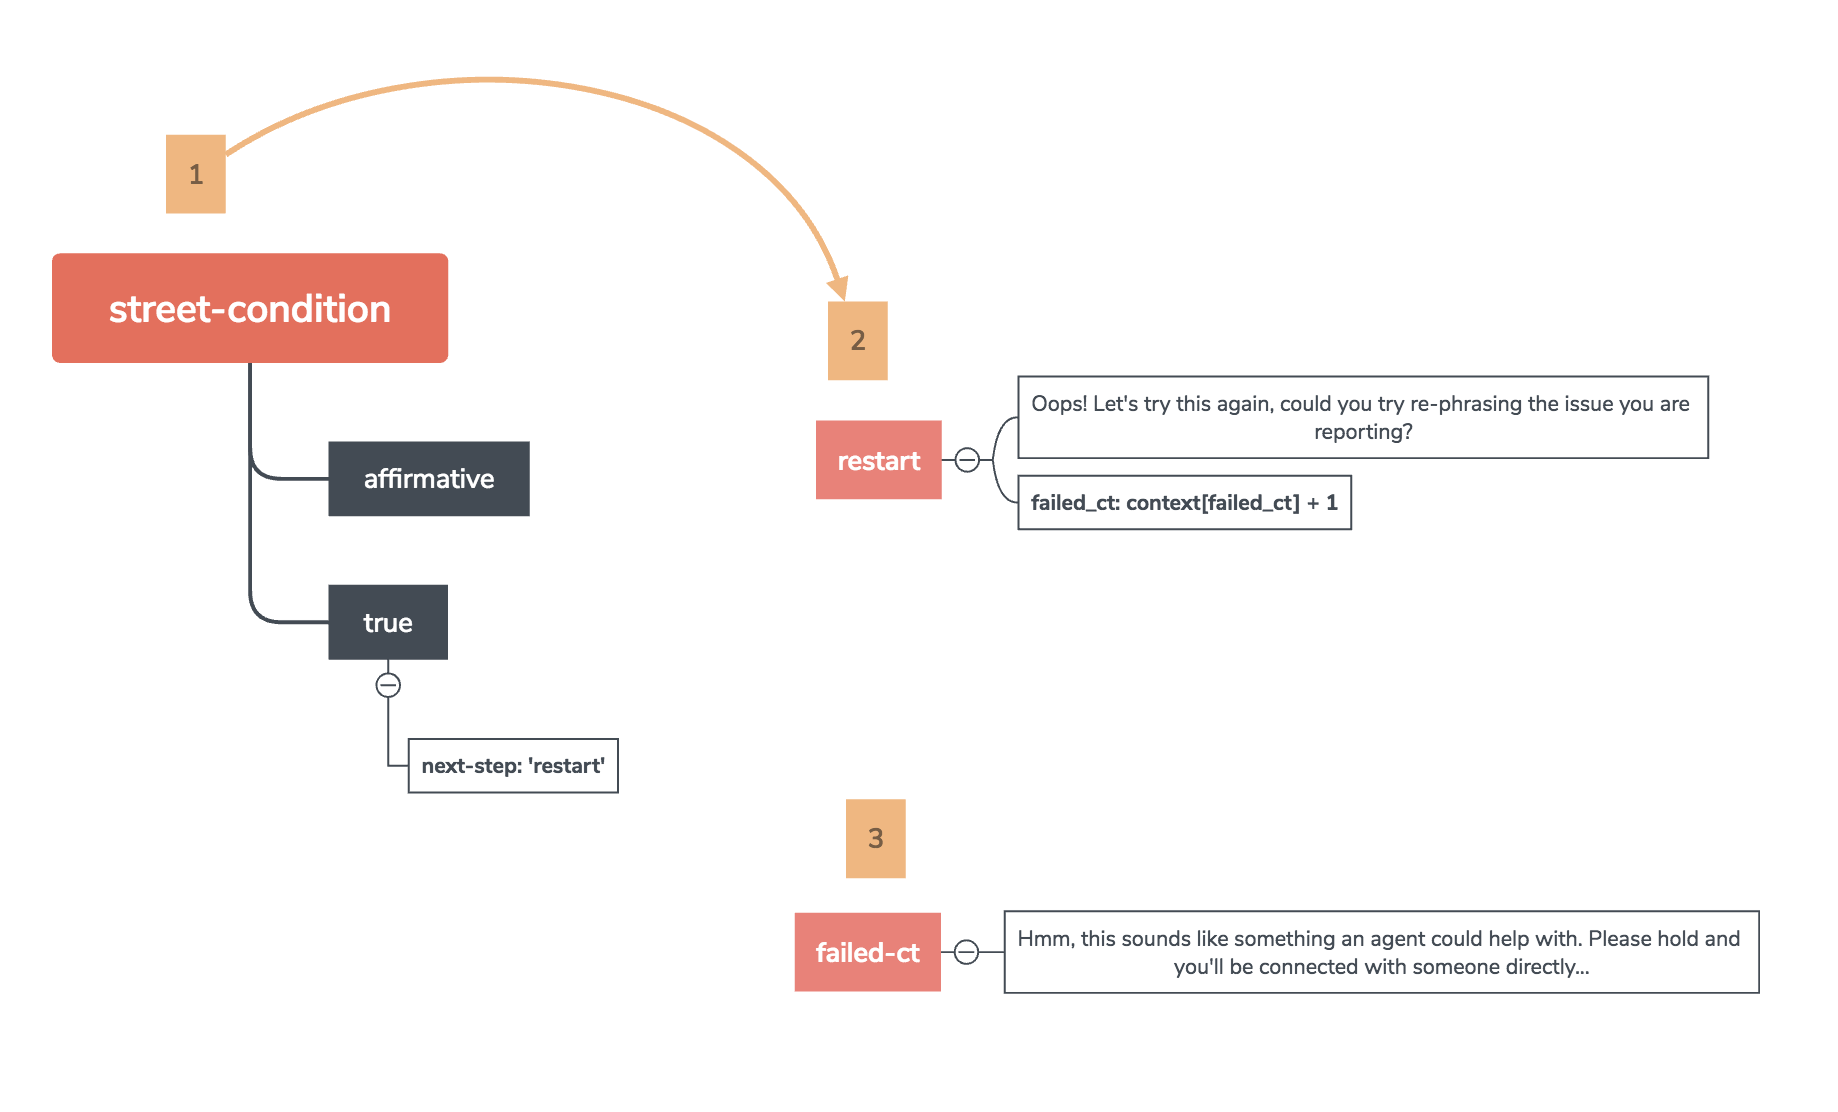 1
street-condition
affirmative
true
next-step: 'restart'
2
restart
Oops! Let's try this again, could you try re-phrasing the issue you are
reporting?
failed_ct: context[failed_ct] + 1
3
failed-ct
Hmm, this sounds like something an agent could help with. Please hold and
you'll be connected with someone directly...